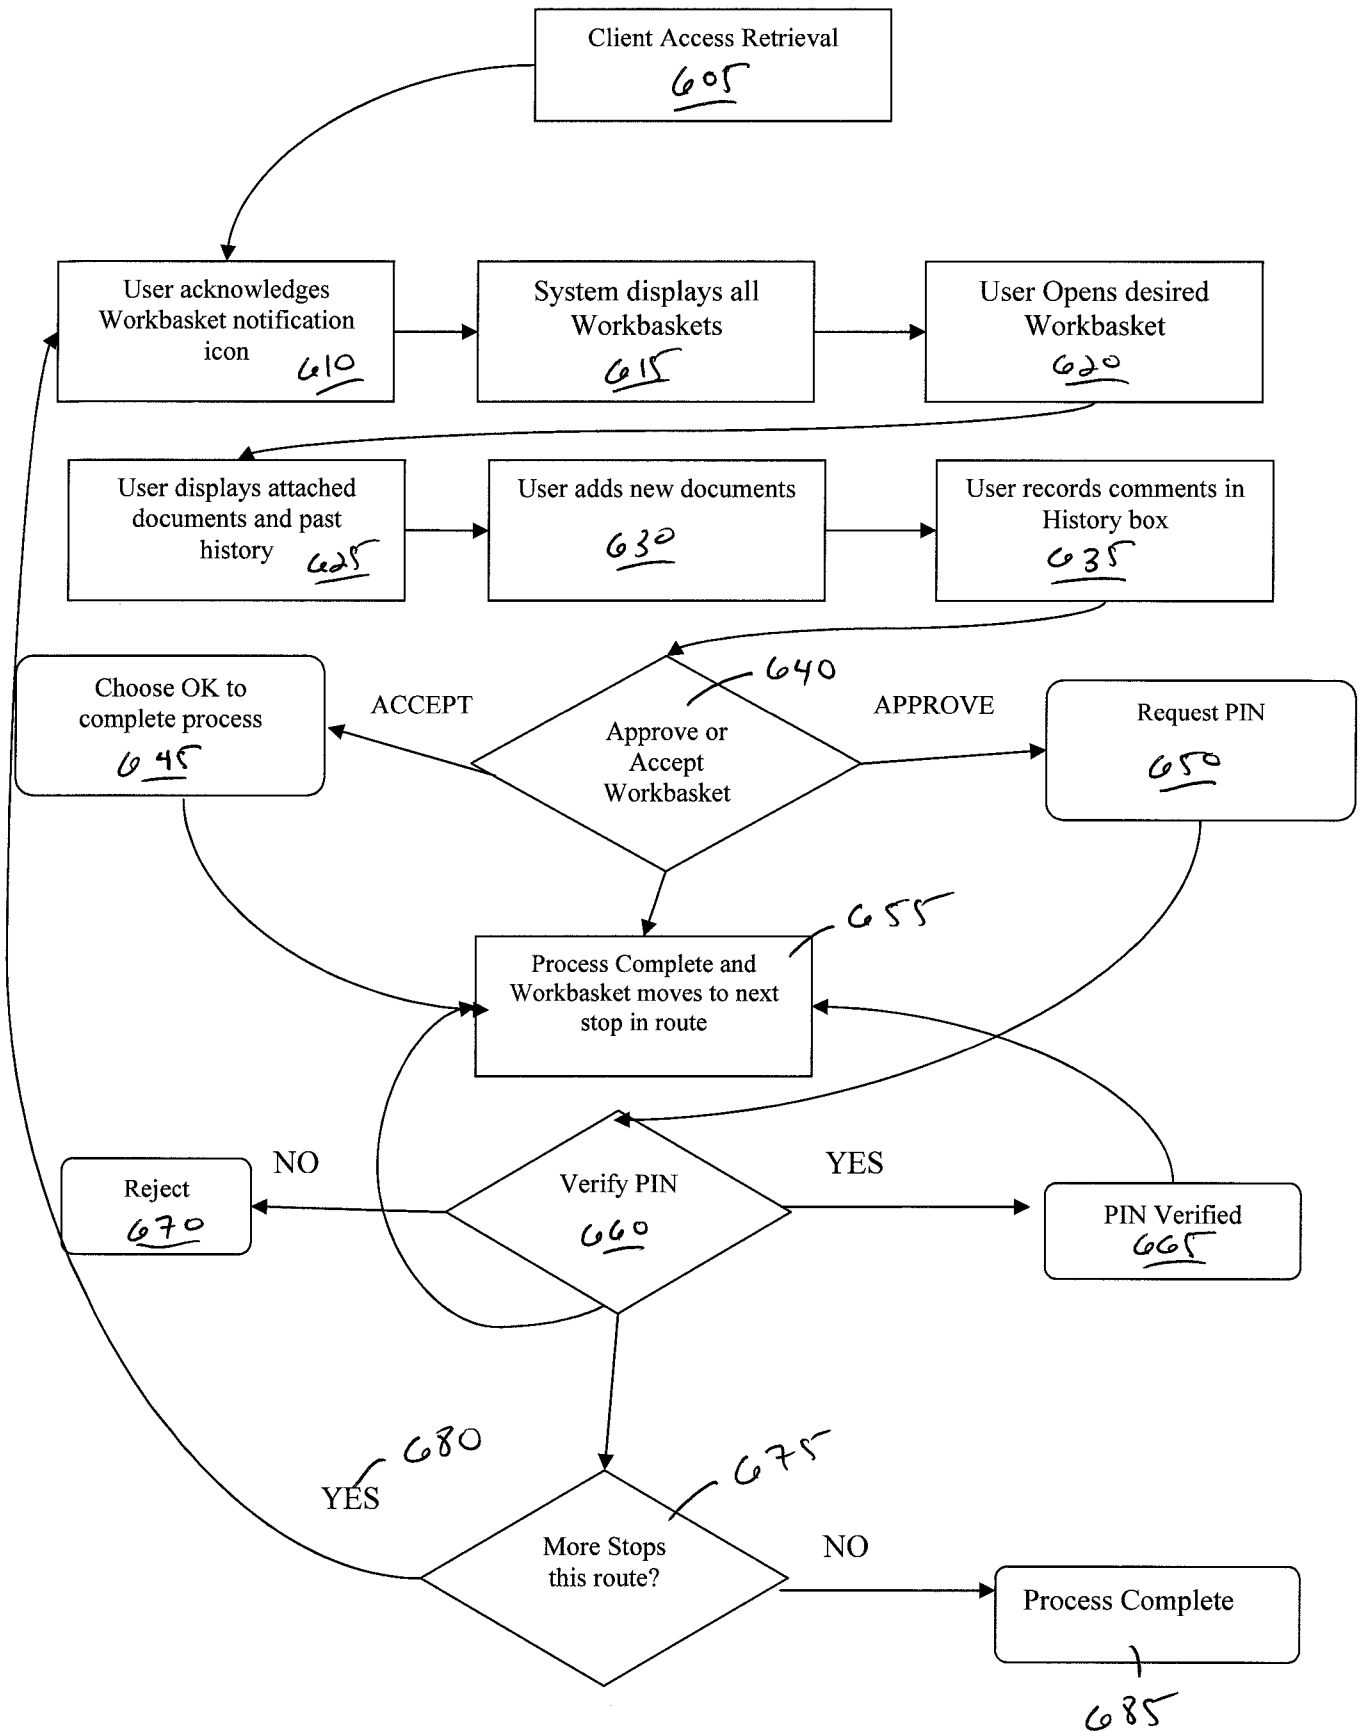 Client Access Retrieval
605
User acknowledges
Workbasket notification
icon
610
System displays all
Workbaskets
615
User Opens desired
Workbasket
620
User displays attached
documents and past
history
625
User adds new documents
630
User records comments in
History box
635
640
Choose OK to
complete process
645
ACCEPT
Approve or
Accept
Workbasket
APPROVE
Request PIN
650
655
Process Complete and
Workbasket moves to next
stop in route
NO
Reject
670
Verify PIN
660
YES
PIN Verified
665
680
YES
675
More Stops
this route?
NO
Process Complete
685